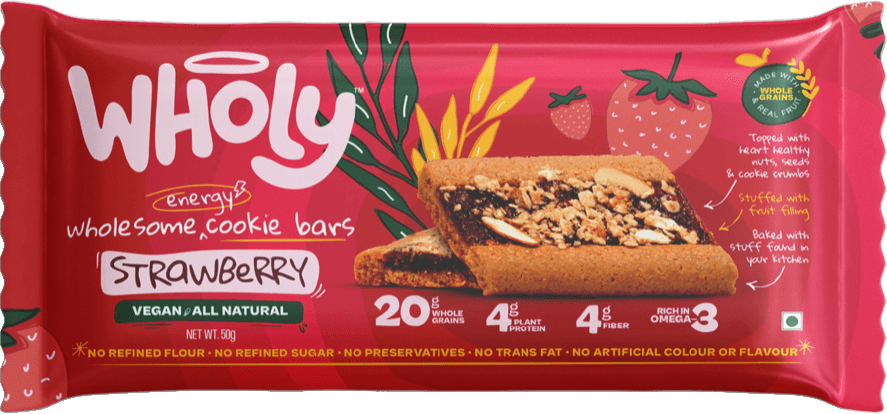 WHOLY™
energy
wholesome cookie bars
STRAWBERRY
VEGAN ALL NATURAL
NET WT. 50g
20g WHOLE GRAINS
4g PLANT PROTEIN
4g FIBER
RICH IN OMEGA-3
*NO REFINED FLOUR · NO REFINED SUGAR · NO PRESERVATIVES · NO TRANS FAT · NO ARTIFICIAL COLOUR OR FLAVOUR*
MADE WITH
WHOLE
GRAINS
& REAL FRUIT
Topped with
heart healthy
nuts, seeds
& cookie crumbs
Stuffed with
fruit filling
Baked with
stuff found in
your kitchen